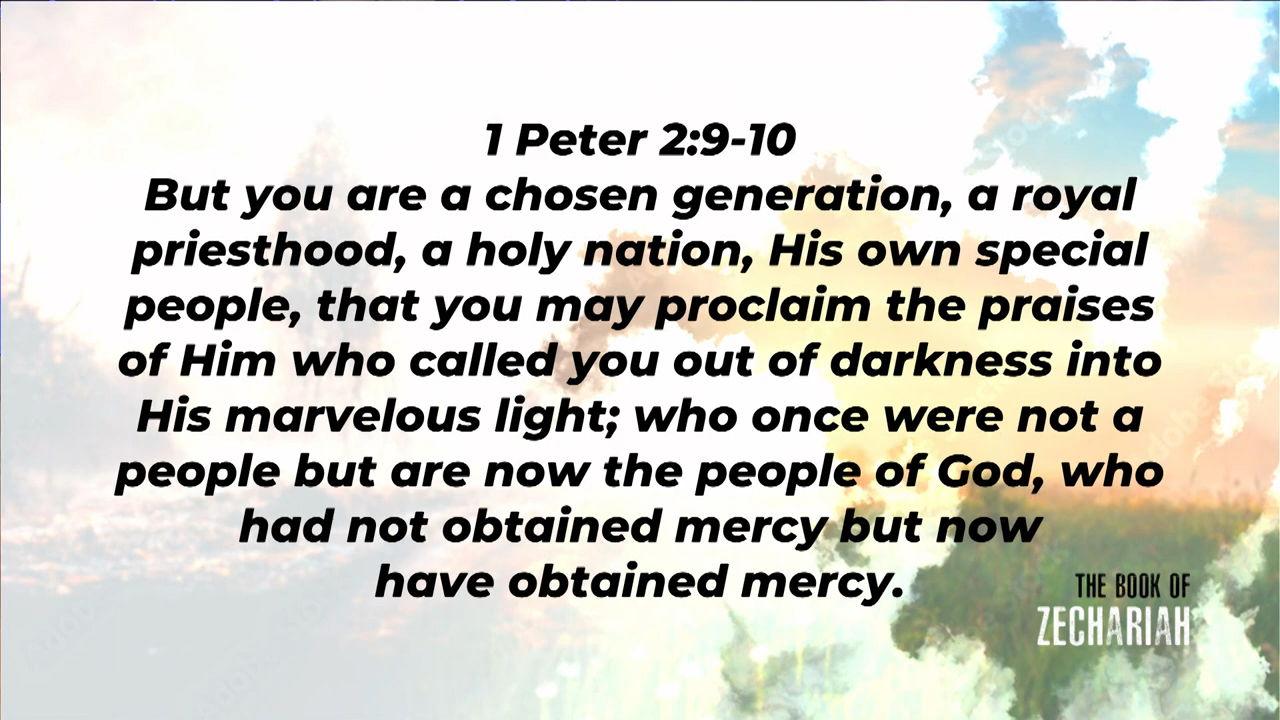 1 Peter 2:9-10
But you are a chosen generation, a royal
priesthood, a holy nation, His own special
people, that you may proclaim the praises
of Him who called you out of darkness into
His marvelous light; who once were not a
people but are now the people of God, who
had not obtained mercy but now
have obtained mercy.
THE BOOK OF
ZECHARIAH